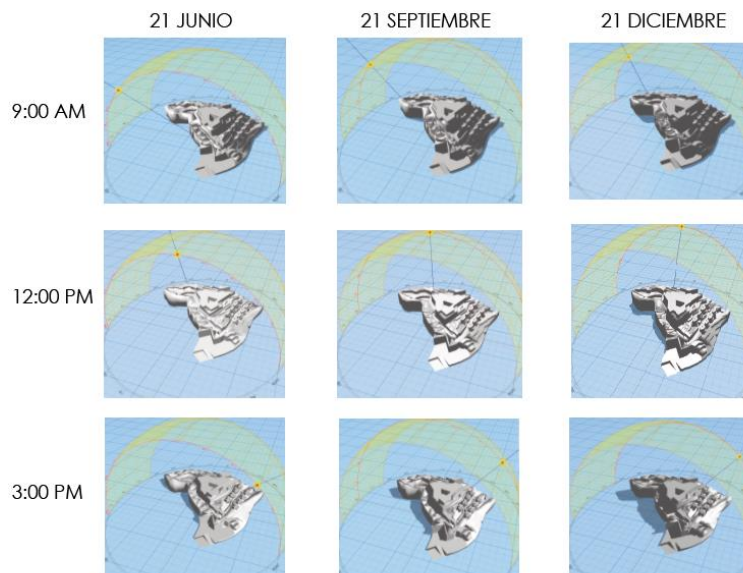 21 JUNIO
21 SEPTIEMBRE
21 DICIEMBRE
9:00 AM
12:00 PM
3:00 PM